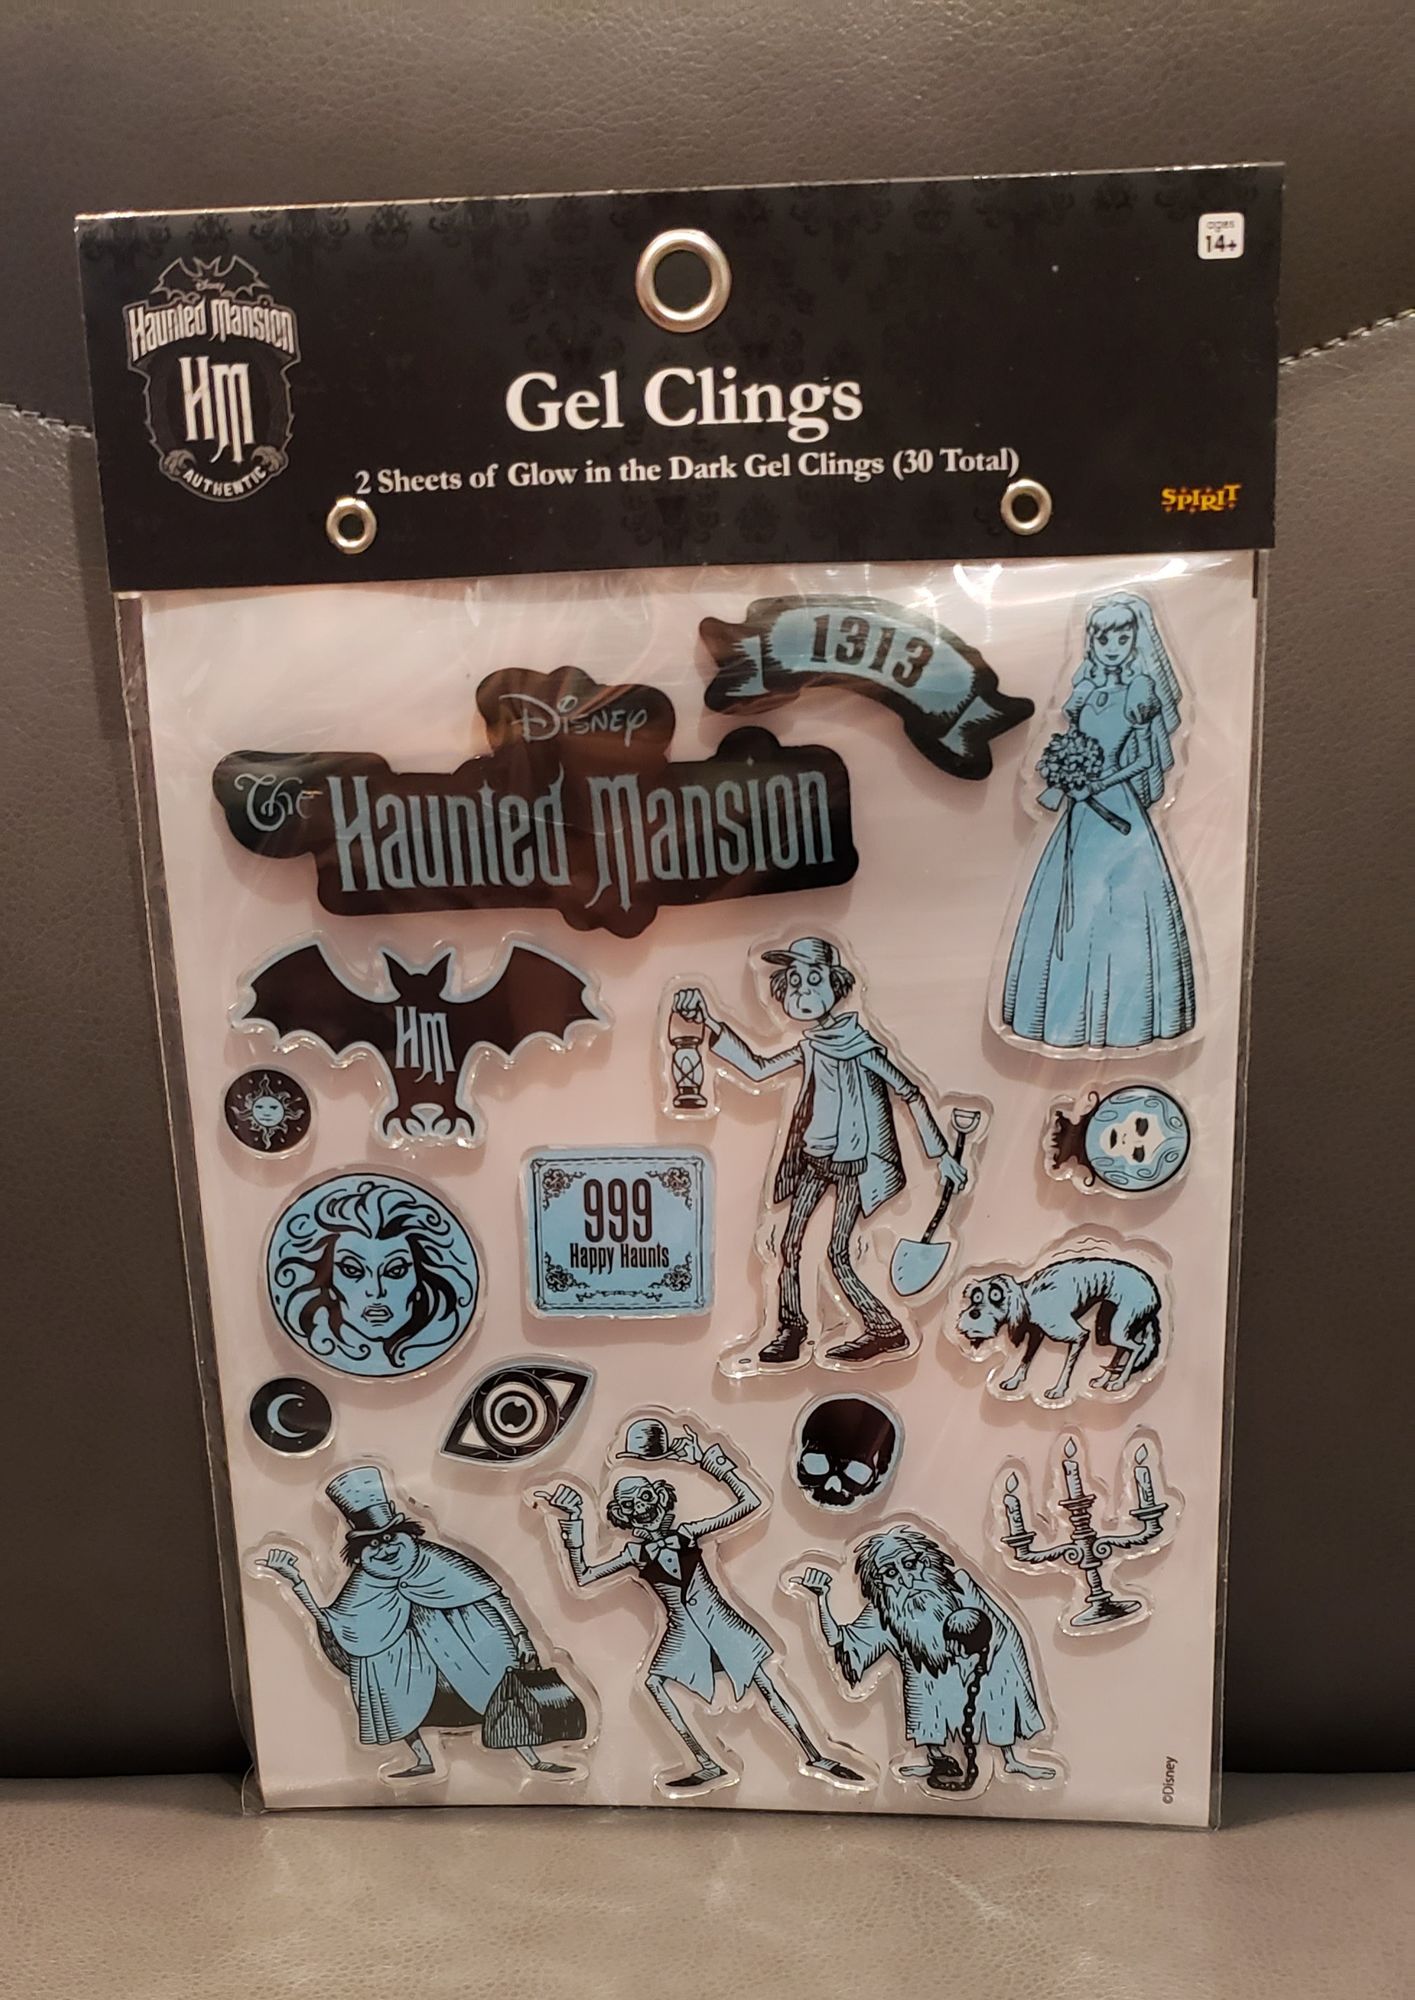 ages
14+
Disney
Haunted Mansion
HM
AUTHENTIC
Gel Clings
2 Sheets of Glow in the Dark Gel Clings (30 Total)
SPIRIT
1313
Disney
The Haunted Mansion
HM
999
Happy Haunts
©Disney